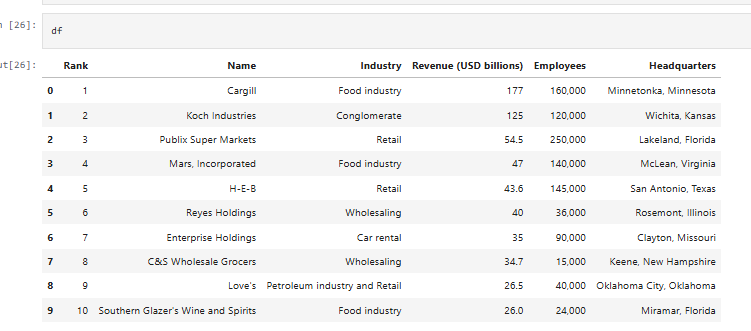 [26]: df
ut[26]:
Rank Name Industry Revenue (USD billions) Employees Headquarters
0 1 Cargill Food industry 177 160,000 Minnetonka, Minnesota
1 2 Koch Industries Conglomerate 125 120,000 Wichita, Kansas
2 3 Publix Super Markets Retail 54.5 250,000 Lakeland, Florida
3 4 Mars, Incorporated Food industry 47 140,000 McLean, Virginia
4 5 H-E-B Retail 43.6 145,000 San Antonio, Texas
5 6 Reyes Holdings Wholesaling 40 36,000 Rosemont, Illinois
6 7 Enterprise Holdings Car rental 35 90,000 Clayton, Missouri
7 8 C&S Wholesale Grocers Wholesaling 34.7 15,000 Keene, New Hampshire
8 9 Love's Petroleum industry and Retail 26.5 40,000 Oklahoma City, Oklahoma
9 10 Southern Glazer's Wine and Spirits Food industry 26.0 24,000 Miramar, Florida